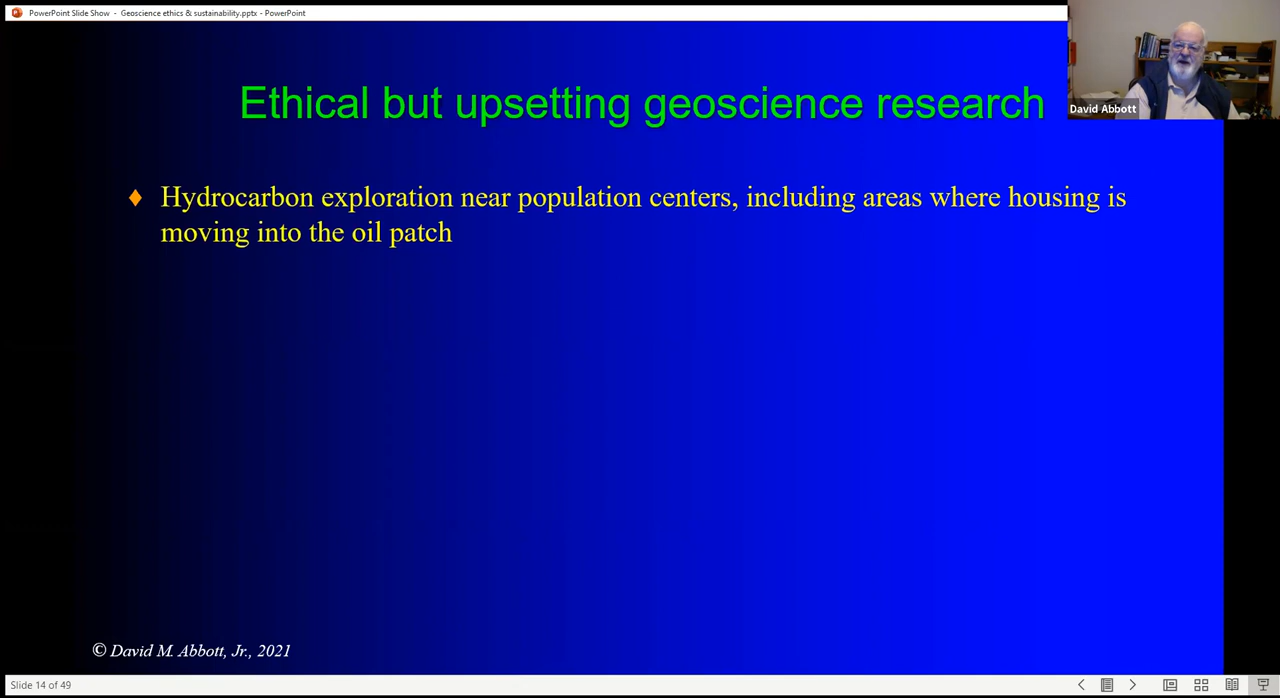 PowerPoint Slide Show - Geoscience ethics & sustainability.pptx - PowerPoint
David Abbott
Ethical but upsetting geoscience research
♦ Hydrocarbon exploration near population centers, including areas where housing is
moving into the oil patch
© David M. Abbott, Jr., 2021
Slide 14 of 49